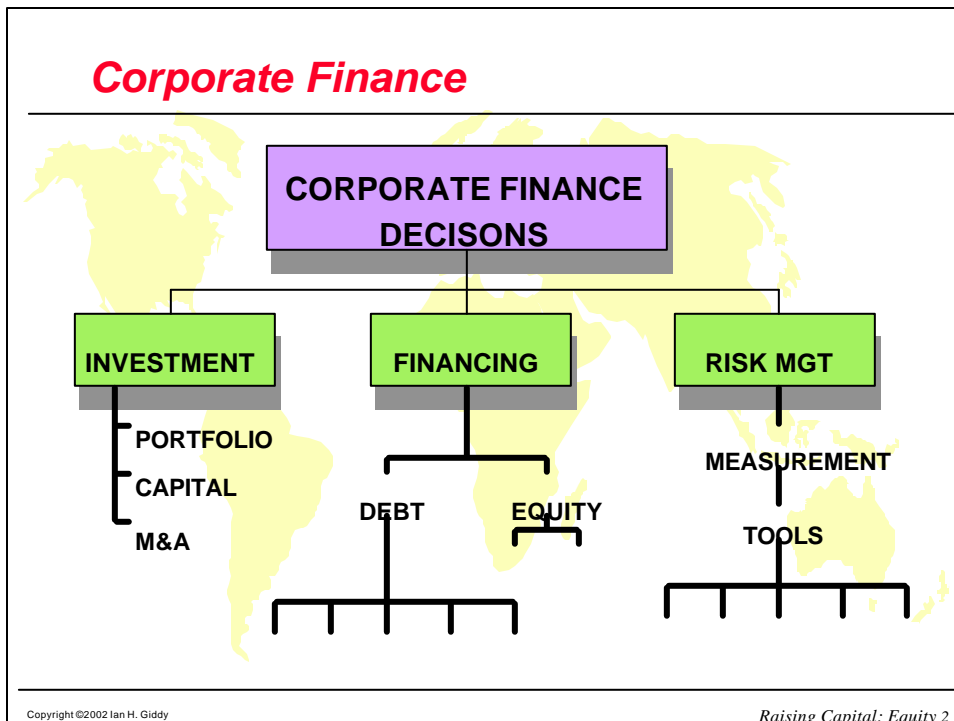 Corporate Finance
CORPORATE FINANCE
DECISONS
INVESTMENT
FINANCING
RISK MGT
PORTFOLIO
CAPITAL
M&A
DEBT
EQUITY
MEASUREMENT
TOOLS
Copyright ©2002 Ian H. Giddy
Raising Capital: Equity 2